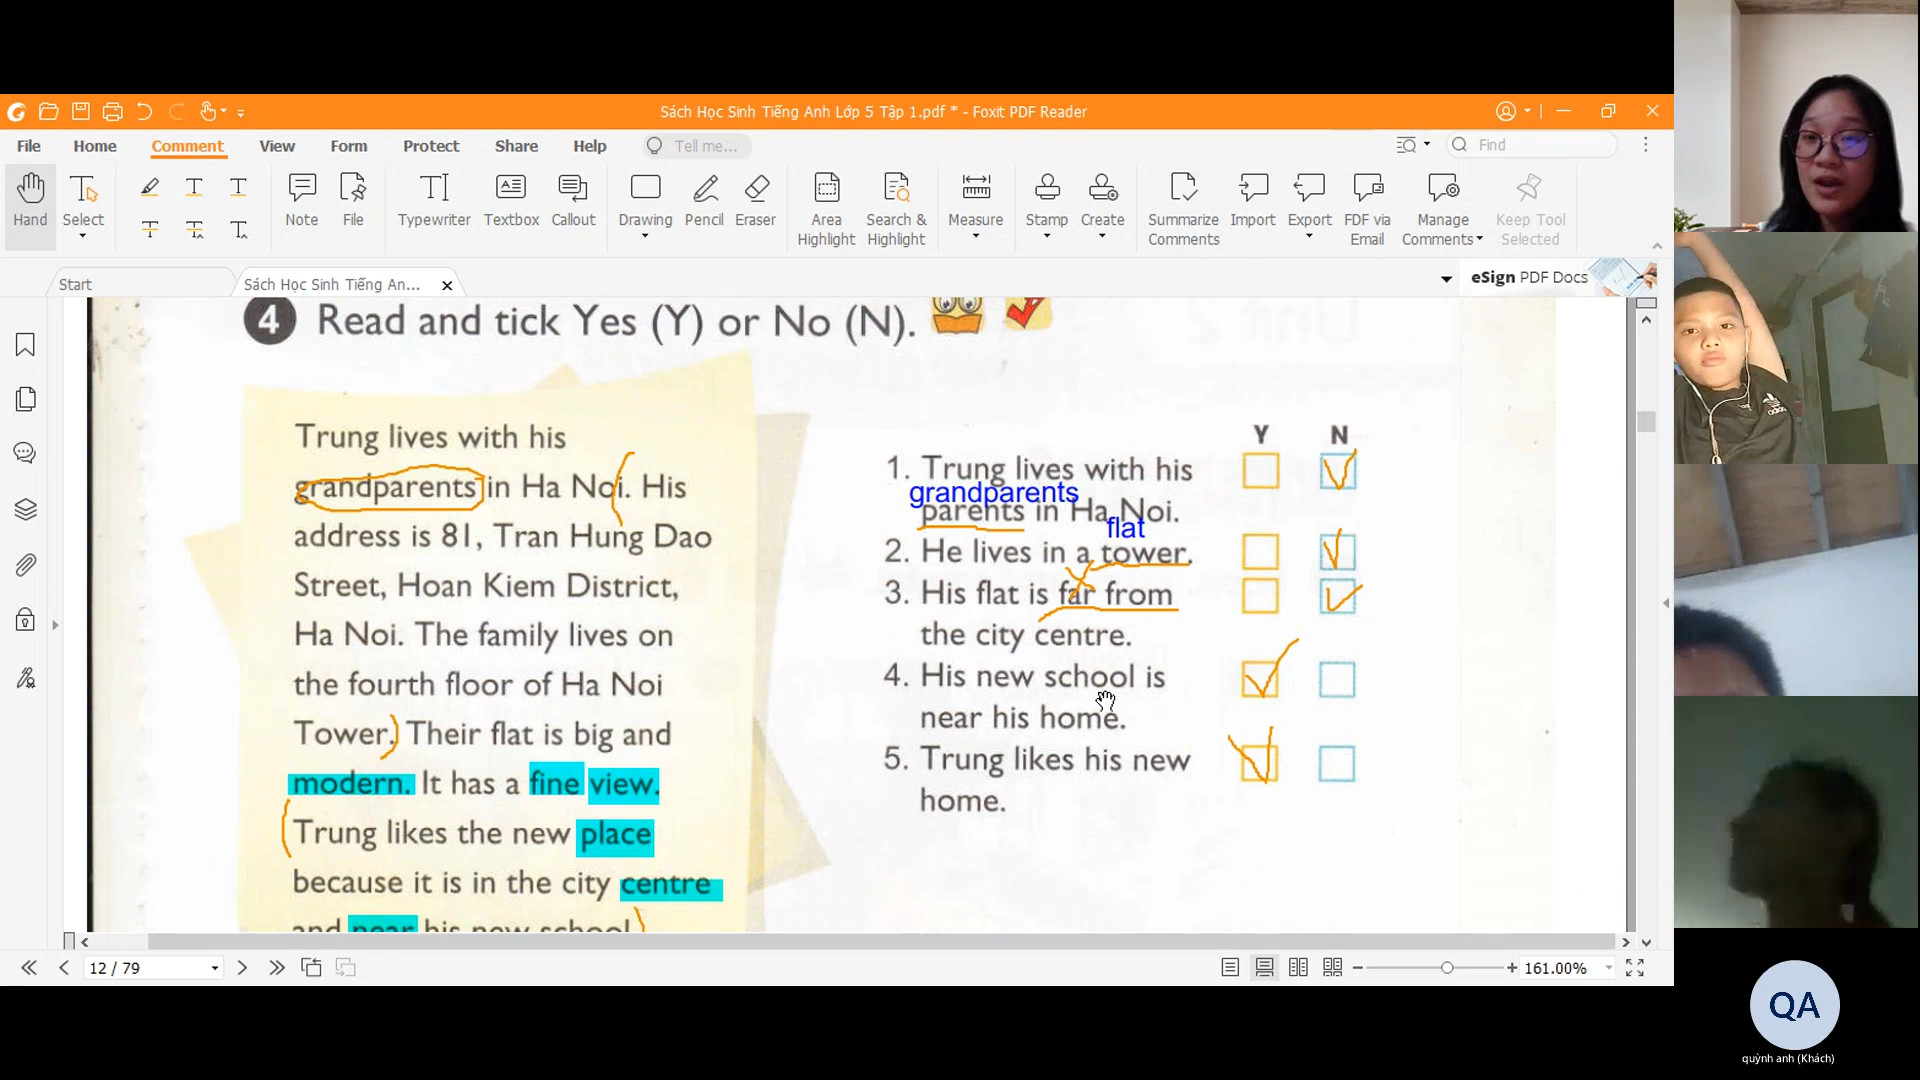 Sách Học Sinh Tiếng Anh Lớp 5 Tập 1.pdf * - Foxit PDF Reader
File Home Comment View Form Protect Share Help Tell me... Find
Hand Select Note File Typewriter Textbox Callout Drawing Pencil Eraser Area Highlight Search & Highlight Measure Stamp Create Summarize Comments Import Export FDF via Email Manage Comments Keep Tool Selected
Start Sách Học Sinh Tiếng An... eSign PDF Docs
4 Read and tick Yes (Y) or No (N).
Trung lives with his
grandparents in Ha Noi. His
address is 81, Tran Hung Dao
Street, Hoan Kiem District,
Ha Noi. The family lives on
the fourth floor of Ha Noi
Tower. Their flat is big and
modern. It has a fine view.
Trung likes the new place
because it is in the city centre
and near his new school.
Y N
1. Trung lives with his
grandparents
parents in Ha Noi.
flat
2. He lives in a tower.
3. His flat is far from
the city centre.
4. His new school is
near his home.
5. Trung likes his new
home.
12 / 79
161.00%
QA
quỳnh anh (Khách)